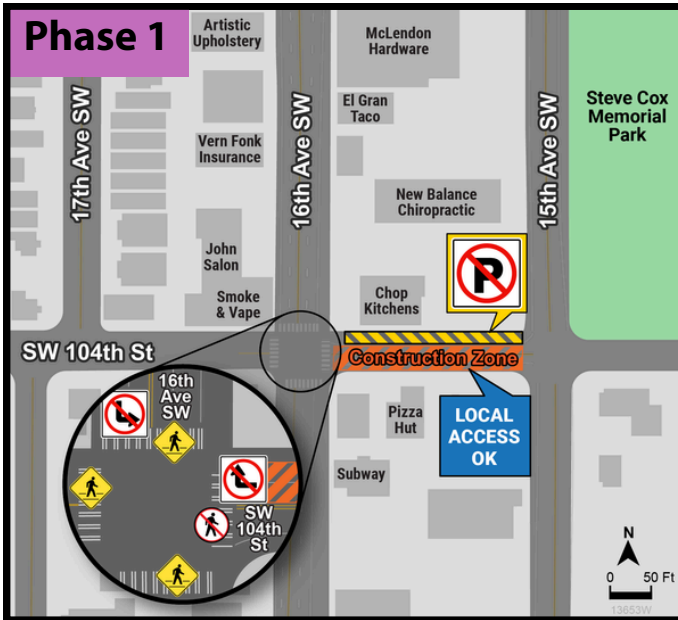 Phase 1
Artistic
Upholstery
McLendon
Hardware
El Gran
Taco
17th Ave SW
16th Ave SW
15th Ave SW
Steve Cox
Memorial
Park
Vern Fonk
Insurance
New Balance
Chiropractic
John
Salon
P
Smoke
& Vape
Chop
Kitchens
SW 104th St
Construction Zone
16th
Ave
SW
Pizza
Hut
LOCAL
ACCESS
OK
Subway
SW
104th
St
N
0 50 Ft
13653W